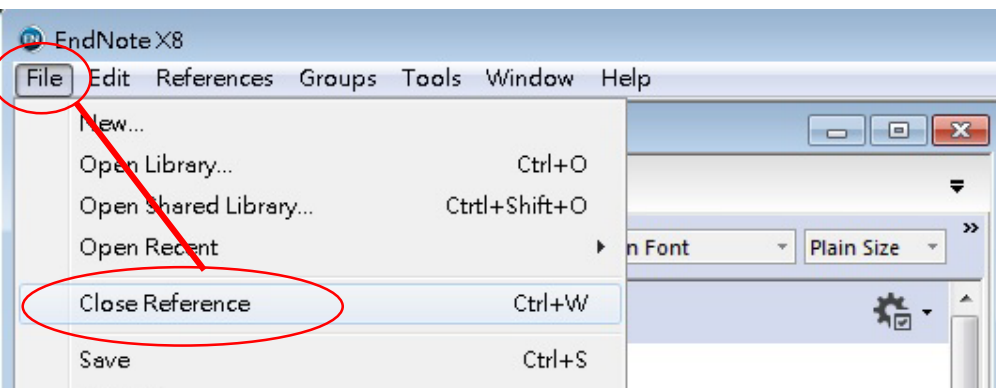 EndNote X8
File Edit References Groups Tools Window Help
New...
Open Library... Ctrl+O
Open Shared Library... Ctrtl+Shift+O
Open Recent
n Font Plain Size »
Close Reference Ctrl+W
Save Ctrl+S